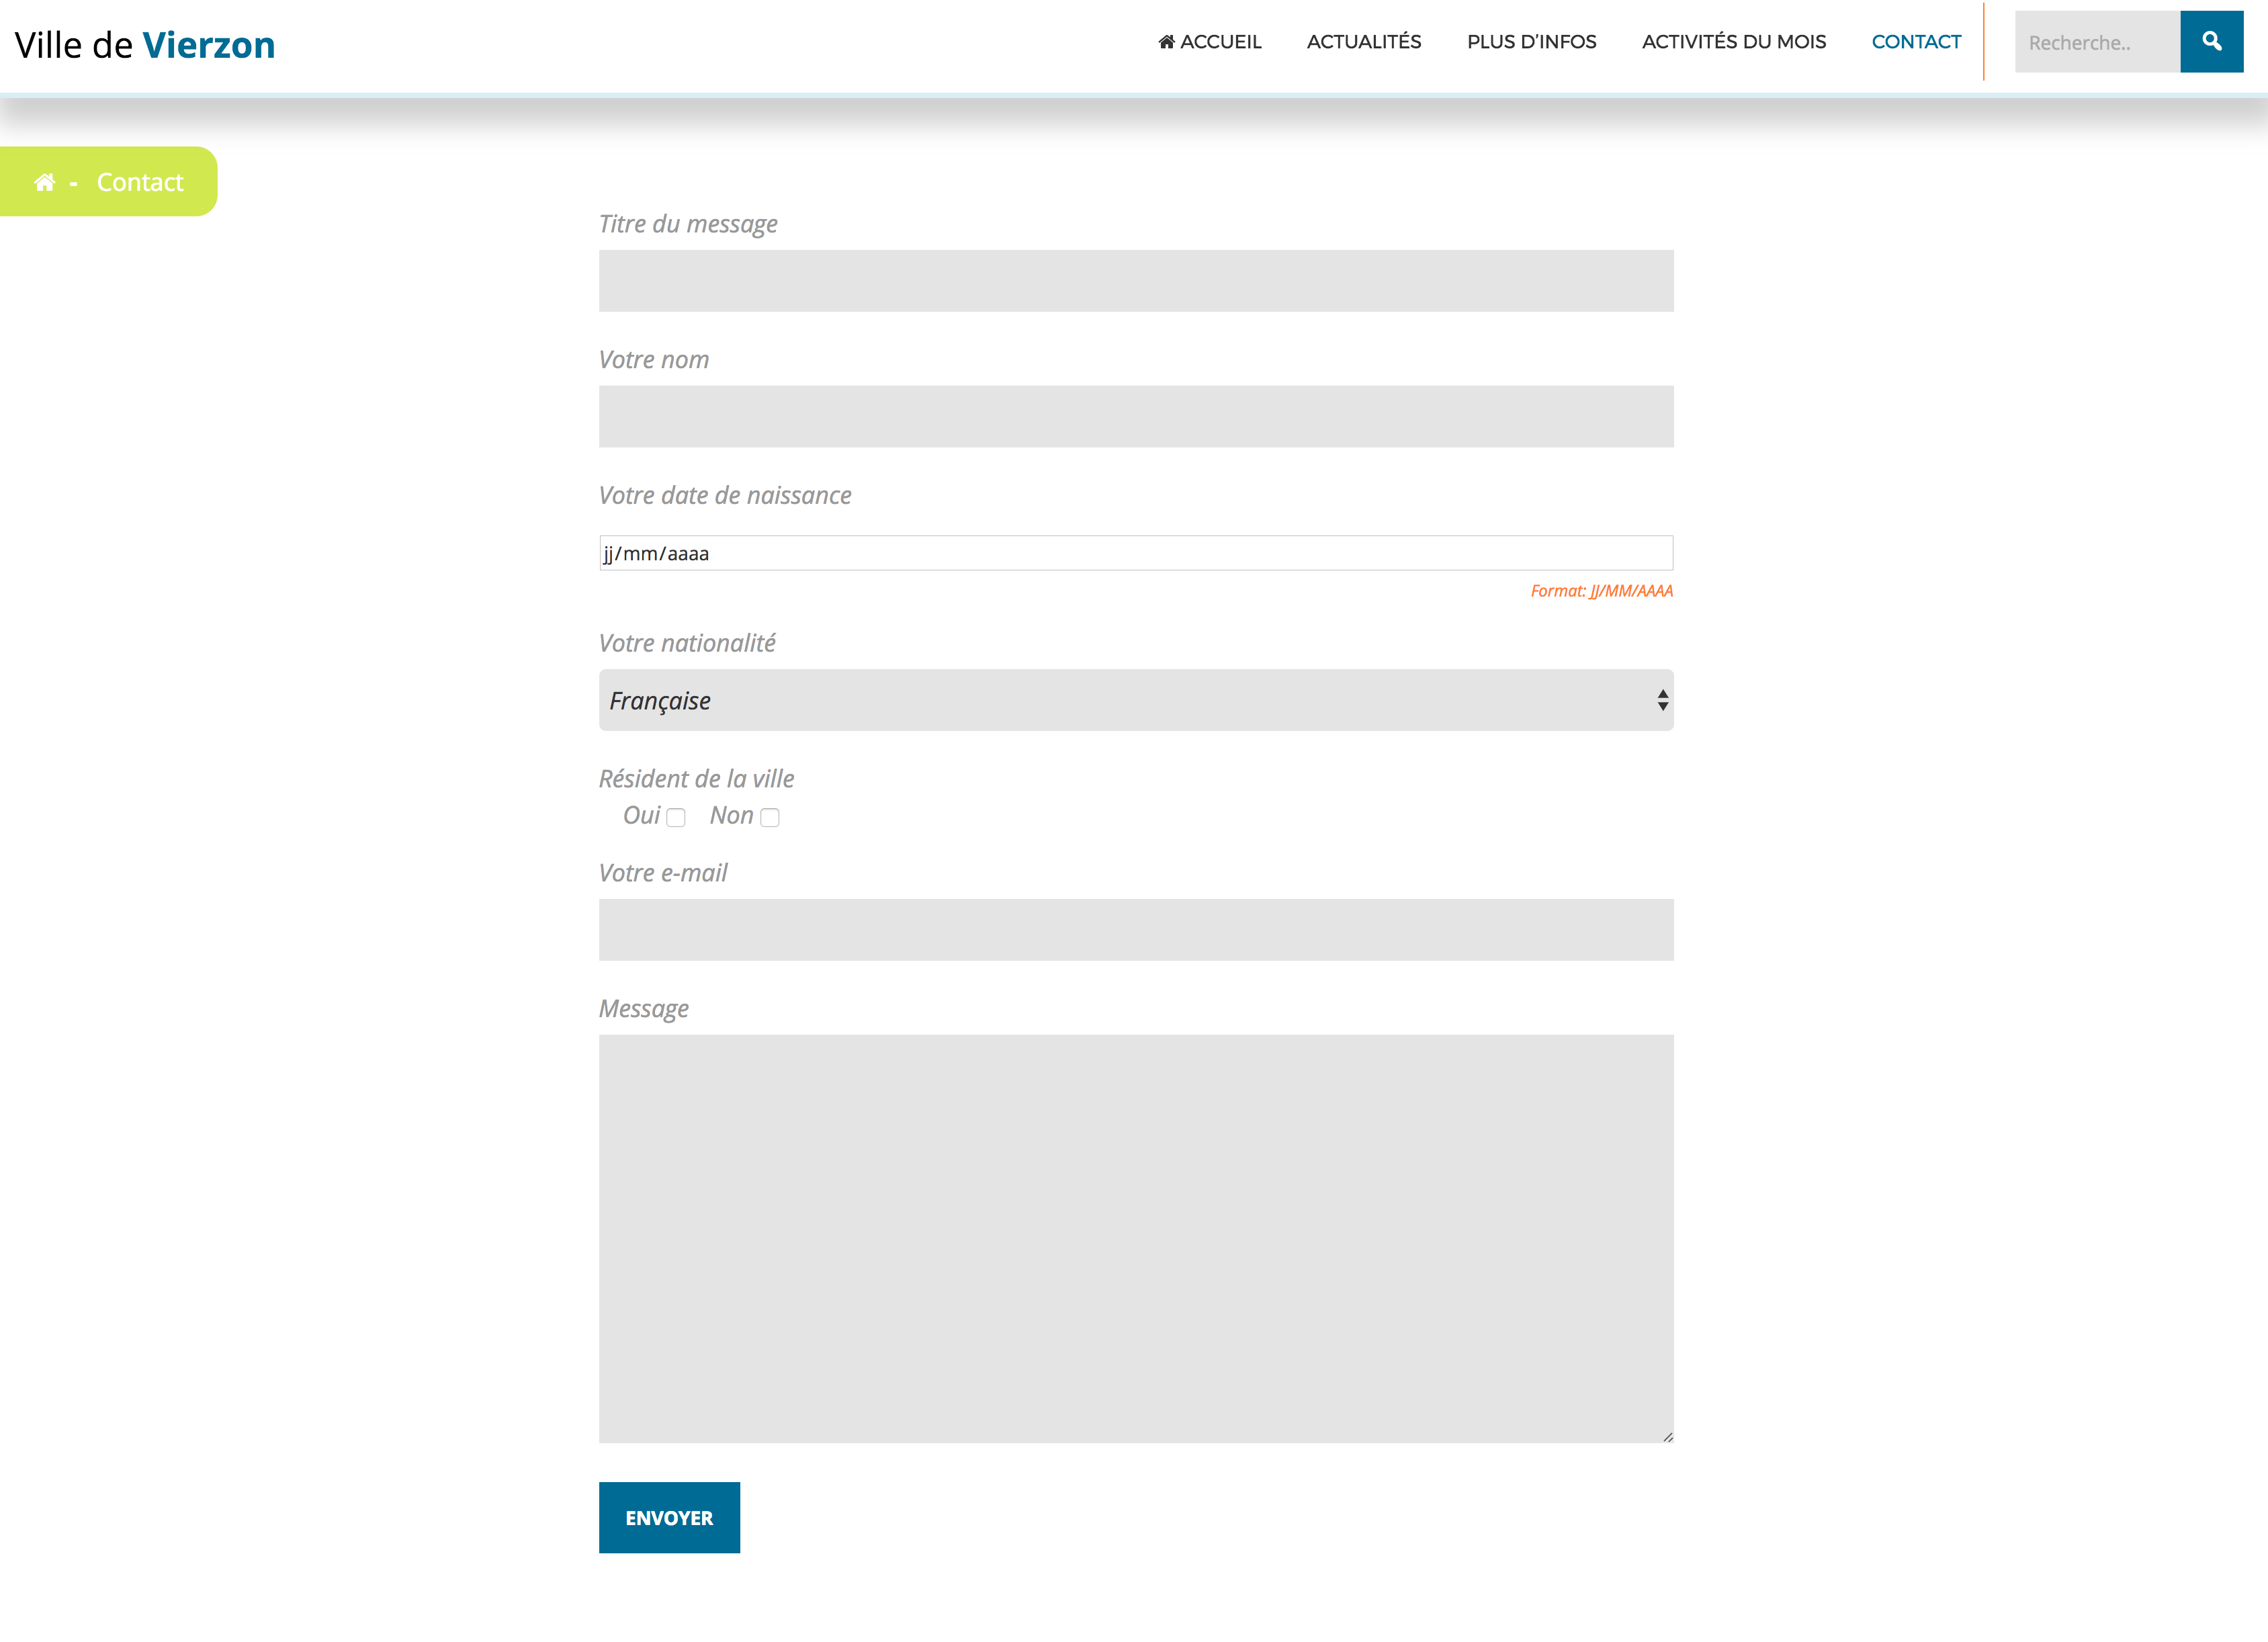 Ville de Vierzon
ACCUEIL
ACTUALITÉS
PLUS D'INFOS
ACTIVITÉS DU MOIS
CONTACT
Recherche..
- Contact
Titre du message
Votre nom
Votre date de naissance
jj/mm/aaaa
Format: JJ/MM/AAAA
Votre nationalité
Française
Résident de la ville
Oui Non
Votre e-mail
Message
ENVOYER